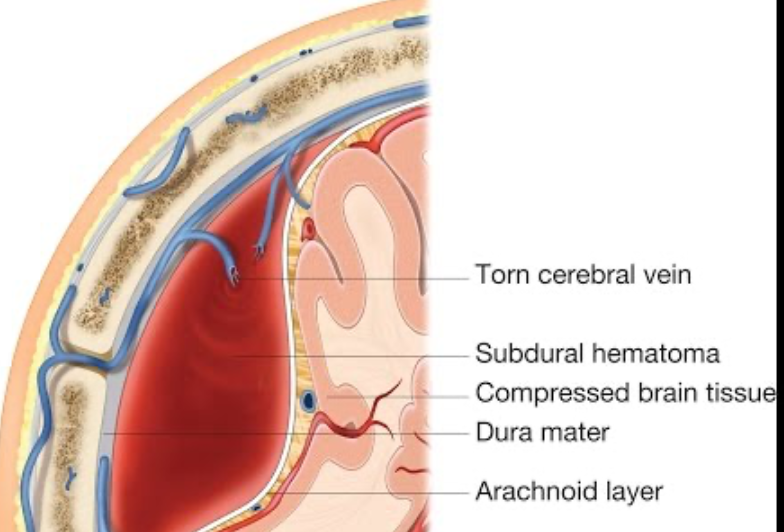 Torn cerebral vein
Subdural hematoma
Compressed brain tissue
Dura mater
Arachnoid layer